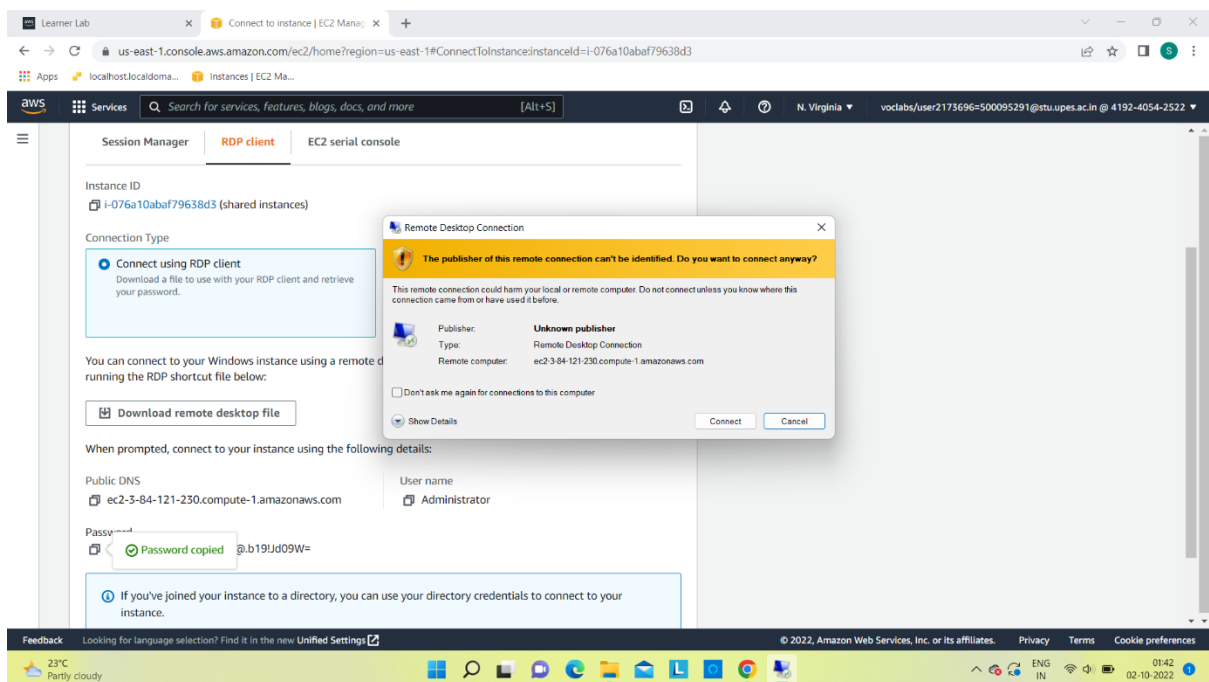 Learner Lab
Connect to instance | EC2 Manag
us-east-1.console.aws.amazon.com/ec2/home?region=us-east-1#ConnectToInstance:instanceId=i-076a10abaf79638d3
S
Apps
localhost.localdoma...
Instances | EC2 Ma...
aws
Services
Search for services, features, blogs, docs, and more
[Alt+S]
N. Virginia
voclabs/user2173696=500095291@stu.upes.ac.in @ 4192-4054-2522
Session Manager
RDP client
EC2 serial console
Instance ID
i-076a10abaf79638d3 (shared instances)
Connection Type
Connect using RDP client
Download a file to use with your RDP client and retrieve
your password.
You can connect to your Windows instance using a remote d
running the RDP shortcut file below:
Download remote desktop file
When prompted, connect to your instance using the following details:
Public DNS
ec2-3-84-121-230.compute-1.amazonaws.com
User name
Administrator
Password
Password copied
@.b19!Jd09W=
If you've joined your instance to a directory, you can use your directory credentials to connect to your
instance.
Remote Desktop Connection
The publisher of this remote connection can't be identified. Do you want to connect anyway?
This remote connection could harm your local or remote computer. Do not connect unless you know where this
connection came from or have used it before.
Publisher: Unknown publisher
Type: Remote Desktop Connection
Remote computer: ec2-3-84-121-230.compute-1.amazonaws.com
Don't ask me again for connections to this computer
Show Details
Connect
Cancel
Feedback
Looking for language selection? Find it in the new Unified Settings
© 2022, Amazon Web Services, Inc. or its affiliates.
Privacy
Terms
Cookie preferences
23°C
Partly cloudy
L
ENG
IN
01:42
02-10-2022
1